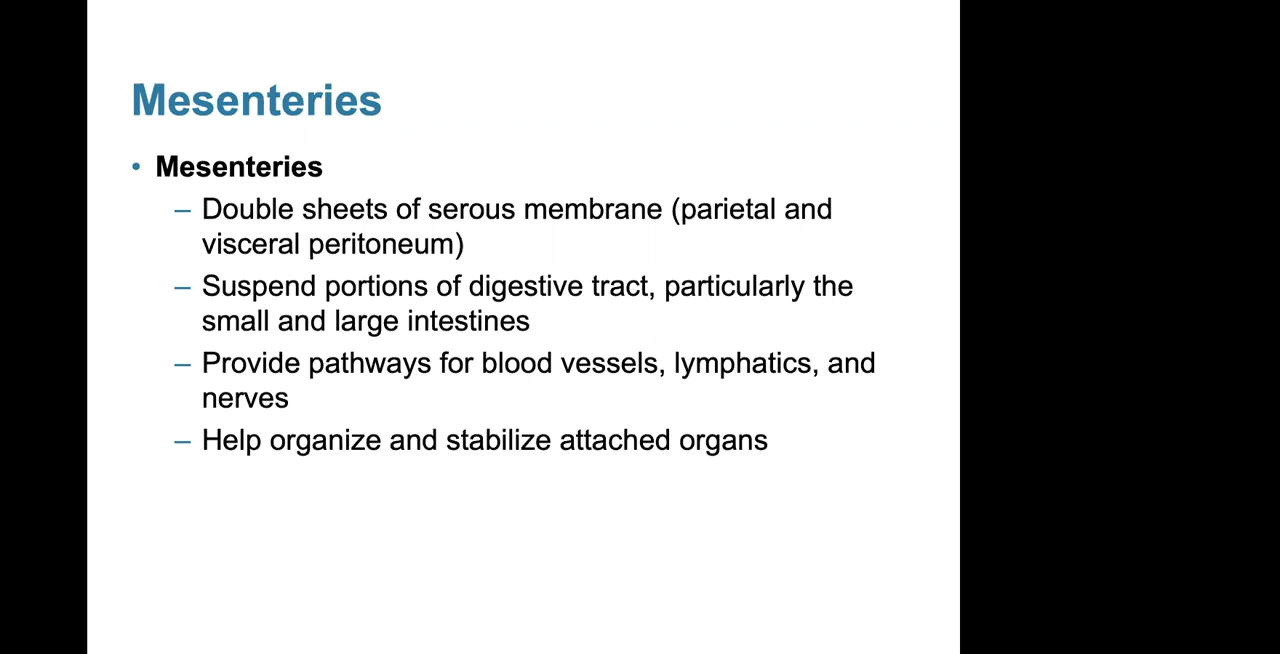 Mesenteries
• Mesenteries
– Double sheets of serous membrane (parietal and
visceral peritoneum)
– Suspend portions of digestive tract, particularly the
small and large intestines
– Provide pathways for blood vessels, lymphatics, and
nerves
– Help organize and stabilize attached organs